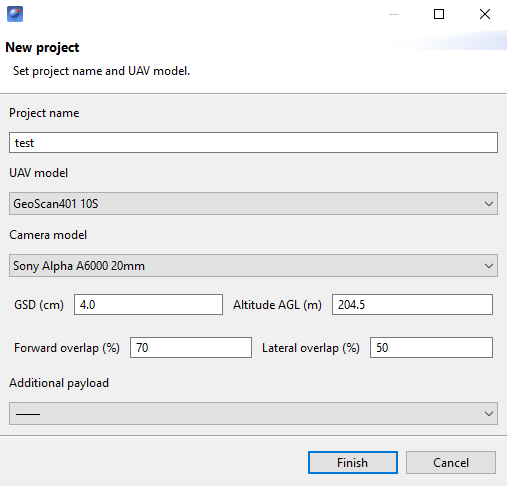 New project
Set project name and UAV model.
Project name
test
UAV model
GeoScan401 10S
Camera model
Sony Alpha A6000 20mm
GSD (cm) 4.0 Altitude AGL (m) 204.5
Forward overlap (%) 70 Lateral overlap (%) 50
Additional payload
——
Finish Cancel